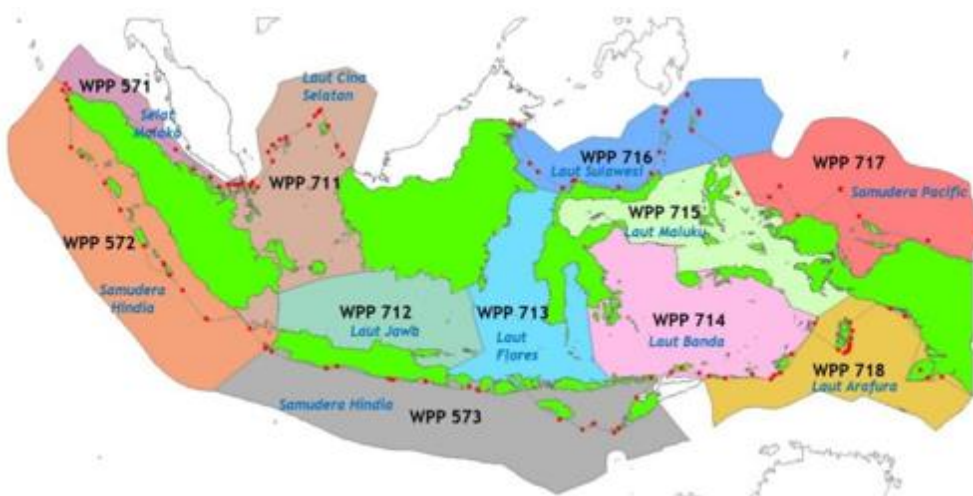 WPP 571
Selat
Malaka
Laut Cina
Selatan
WPP 711
WPP 572
Samudera
Hindia
WPP 712
Laut Jawb
WPP 713
Laut
Flores
WPP 716
Laut Sulawesi
WPP 715
Laut Maluku
WPP 717
Samudera Pacific.
WPP 714
Laut Banda
WPP 718
Laut Arafura
Samudera Hindia
WPP 573